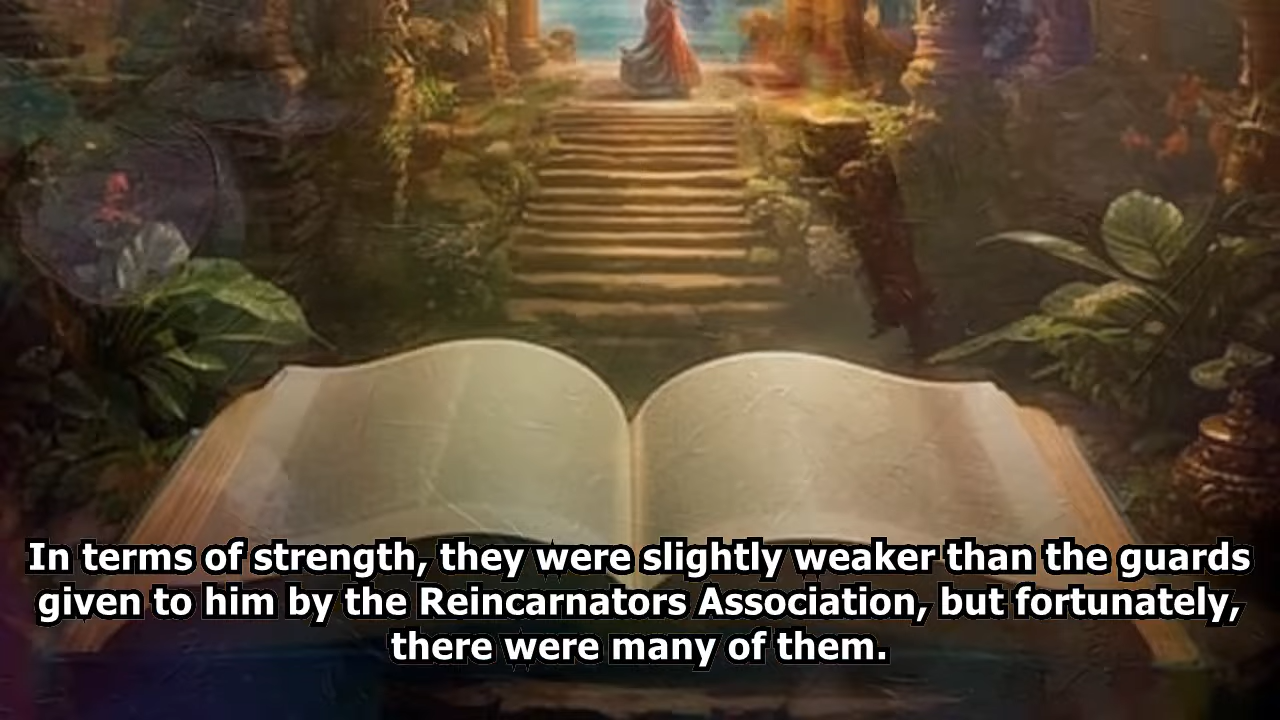 In terms of strength, they were slightly weaker than the guards
given to him by the Reincarnators Association, but fortunately,
there were many of them.